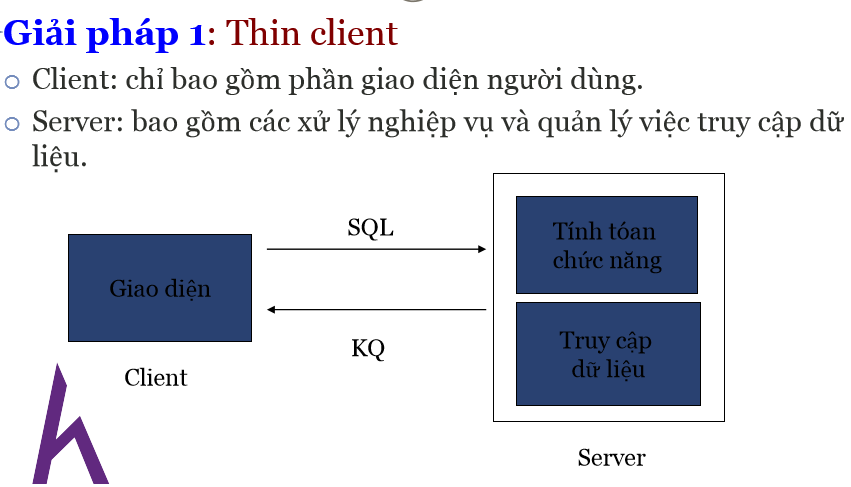 Giải pháp 1: Thin client
Client: chỉ bao gồm phần giao diện người dùng.
Server: bao gồm các xử lý nghiệp vụ và quản lý việc truy cập dữ
liệu.
SQL
Tính tóan
chức năng
Giao diện
Truy cập
dữ liệu
KQ
Client
Server